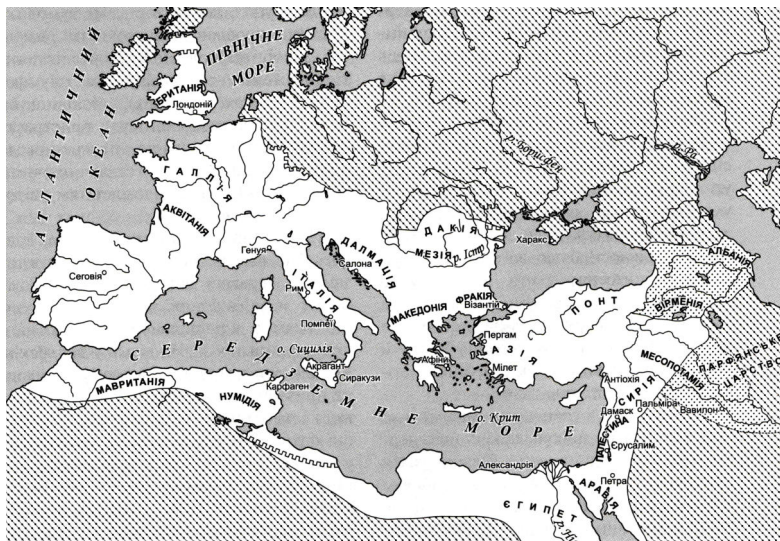 АТЛАНТИЧНИЙ
ОКЕАН
ПІВНІЧНЕ
МОРЕ
БРИТАНІЯ
Лондоній
р. Борисфен
ГАЛЛІЯ
АКВІТАНІЯ
Сеговія
Генуя
ІТАЛІЯ
Рим
Помпеї
ДАЛМАЦІЯ
Салона
ДАКІЯ
МЕЗІЯ
р. Істр
Харакс
АЛБАНІЯ
ВІРМЕНІЯ
МАКЕДОНІЯ
ФРАКІЯ
Візантій
ПОНТ
Пергам
АЗІЯ
Мілет
Афіни
о. Сицилія
Акрагант
Сиракузи
СЕРЕДЗЕМНЕ МОРЕ
МАВРИТАНІЯ
НУМІДІЯ
Карфаген
о. Крит
МЕСОПОТАМІЯ
ПАРФЯНСЬКЕ
ЦАРСТВО
Антіохія
СИРІЯ
Пальміра
Дамаск
Вавилон
ПАЛЕСТИНА
Єрусалим
Александрія
Петра
АРАВІЯ
ЄГИПЕТ